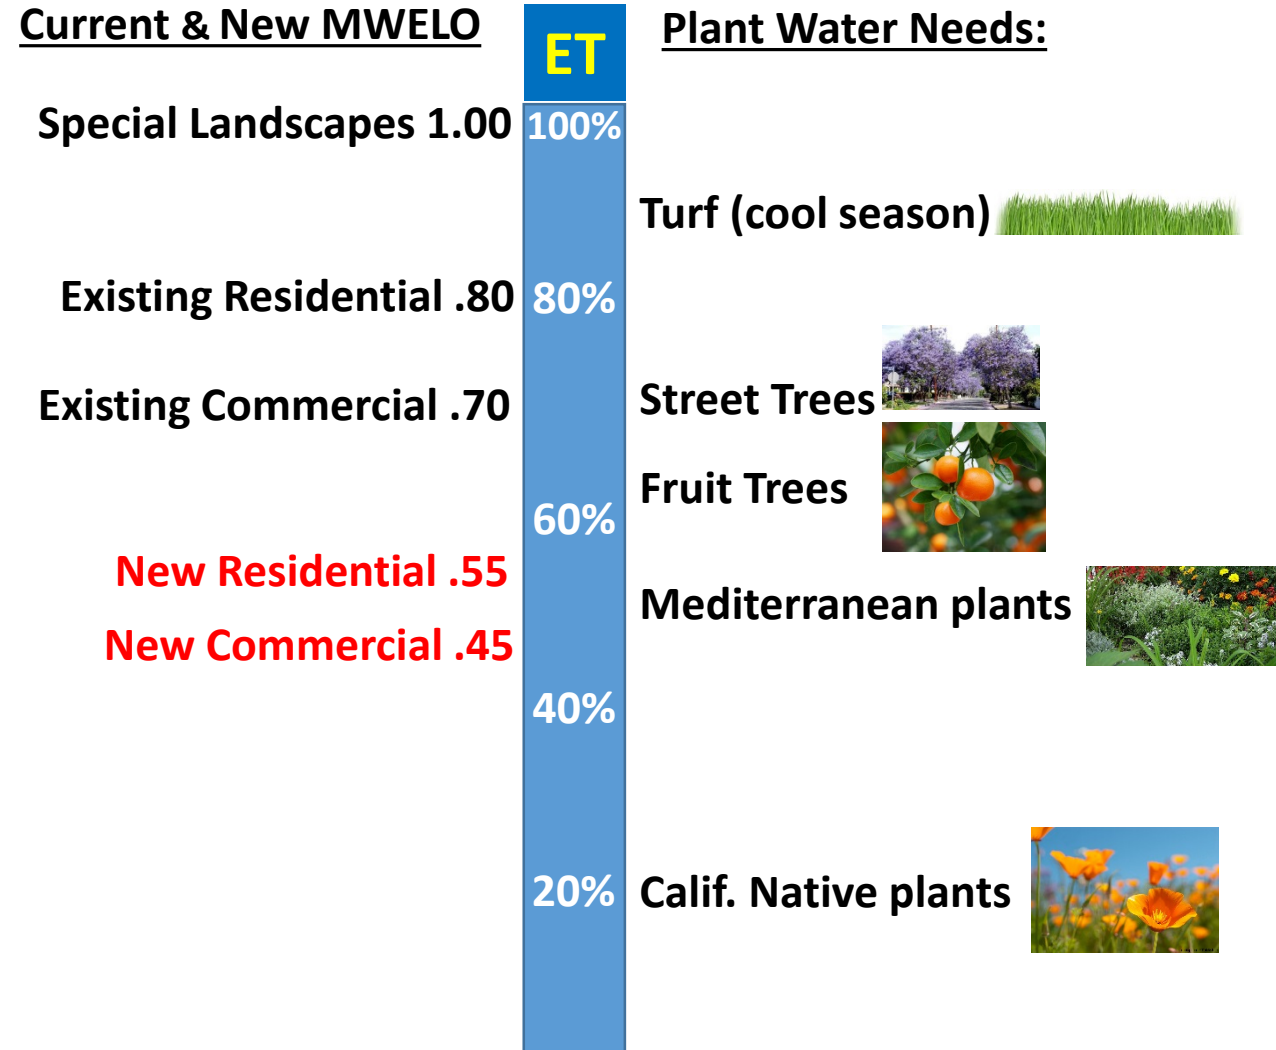 Current & New MWELO
ET
Plant Water Needs:
Special Landscapes 1.00
100%
Turf (cool season)
Existing Residential .80
80%
Existing Commercial .70
Street Trees
Fruit Trees
60%
New Residential .55
Mediterranean plants
New Commercial .45
40%
20%
Calif. Native plants